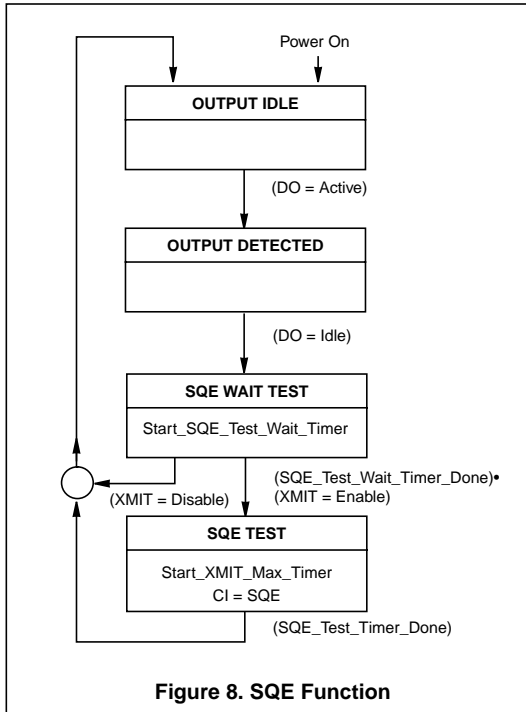 Power On
OUTPUT IDLE
(DO = Active)
OUTPUT DETECTED
(DO = Idle)
SQE WAIT TEST
Start_SQE_Test_Wait_Timer
(SQE_Test_Wait_Timer_Done)•
(XMIT = Disable)
(XMIT = Enable)
SQE TEST
Start_XMIT_Max_Timer
CI = SQE
(SQE_Test_Timer_Done)
Figure 8. SQE Function